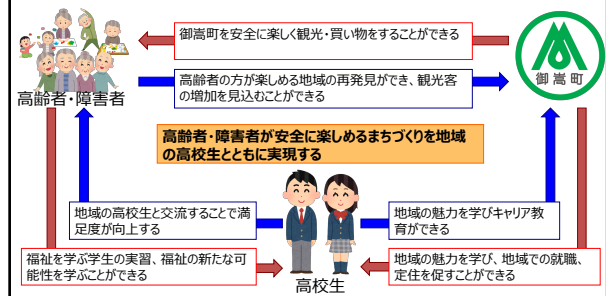 御嵩町を安全に楽しく観光・買い物をすることができる
御嵩町
高齢者の方が楽しめる地域の再発見ができ、観光客
の増加を見込むことができる
高齢者・障害者
高齢者・障害者が安全に楽しめるまちづくりを地域
の高校生とともに実現する
地域の高校生と交流することで満
足度が向上する
地域の魅力を学びキャリア教
育ができる
福祉を学ぶ学生の実習、福祉の新たな可
能性を学ぶことができる
地域の魅力を学び、地域での就職、
定住を促すことができる
高校生